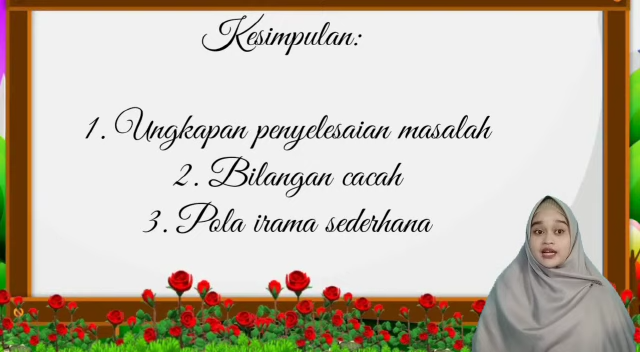 Kesimpulan:
1. Ungkapan penyelesaian masalah
2. Bilangan cacah
3. Pola irama sederhana